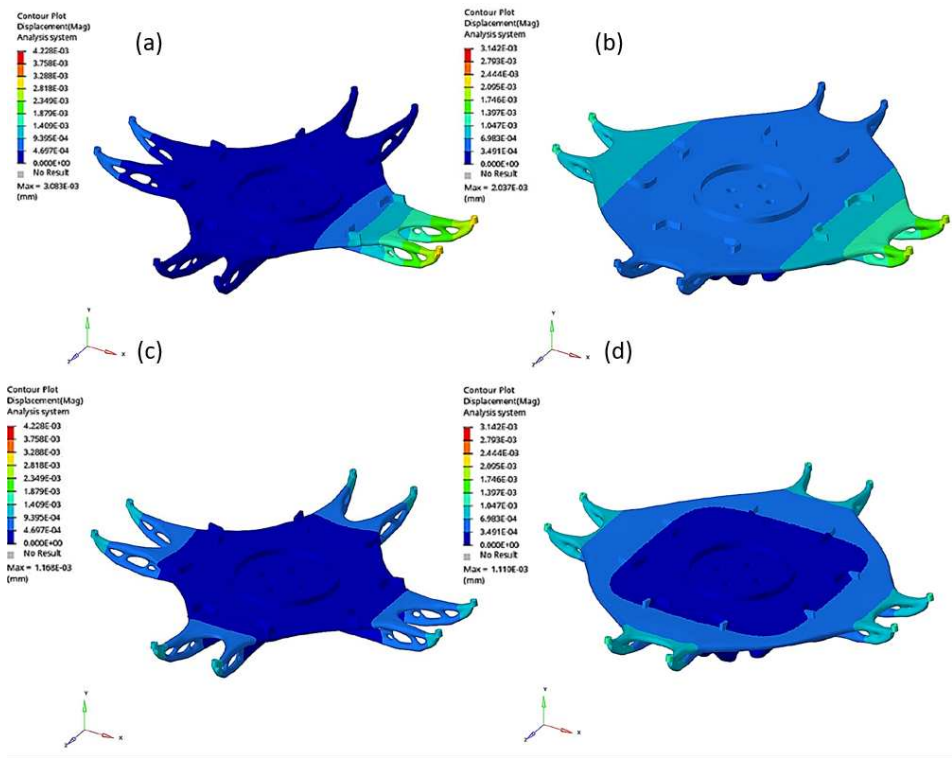 Contour Plot
Displacement(Mag)
Analysis system
4.228E-03
3.758E-03
3.288E-03
2.818E-03
2.349E-03
1.879E-03
1.409E-03
9.395E-04
4.697E-04
0.000E+00
No Result
Max = 3.083E-03
(mm)
(a)
Y
Z
X
Contour Plot
Displacement(Mag)
Analysis system
3.142E-03
2.793E-03
2.444E-03
2.095E-03
1.746E-03
1.397E-03
1.047E-03
6.983E-04
3.491E-04
0.000E+00
No Result
Max = 2.037E-03
(mm)
(b)
Y
Z
X
(c)
Contour Plot
Displacement(Mag)
Analysis system
4.228E-03
3.758E-03
3.288E-03
2.818E-03
2.349E-03
1.879E-03
1.409E-03
9.395E-04
4.697E-04
0.000E+00
No Result
Max = 1.168E-03
(mm)
Y
Z
X
(d)
Contour Plot
Displacement(Mag)
Analysis system
3.142E-03
2.793E-03
2.444E-03
2.095E-03
1.746E-03
1.397E-03
1.047E-03
6.983E-04
3.491E-04
0.000E+00
No Result
Max = 1.110E-03
(mm)
Y
Z
X